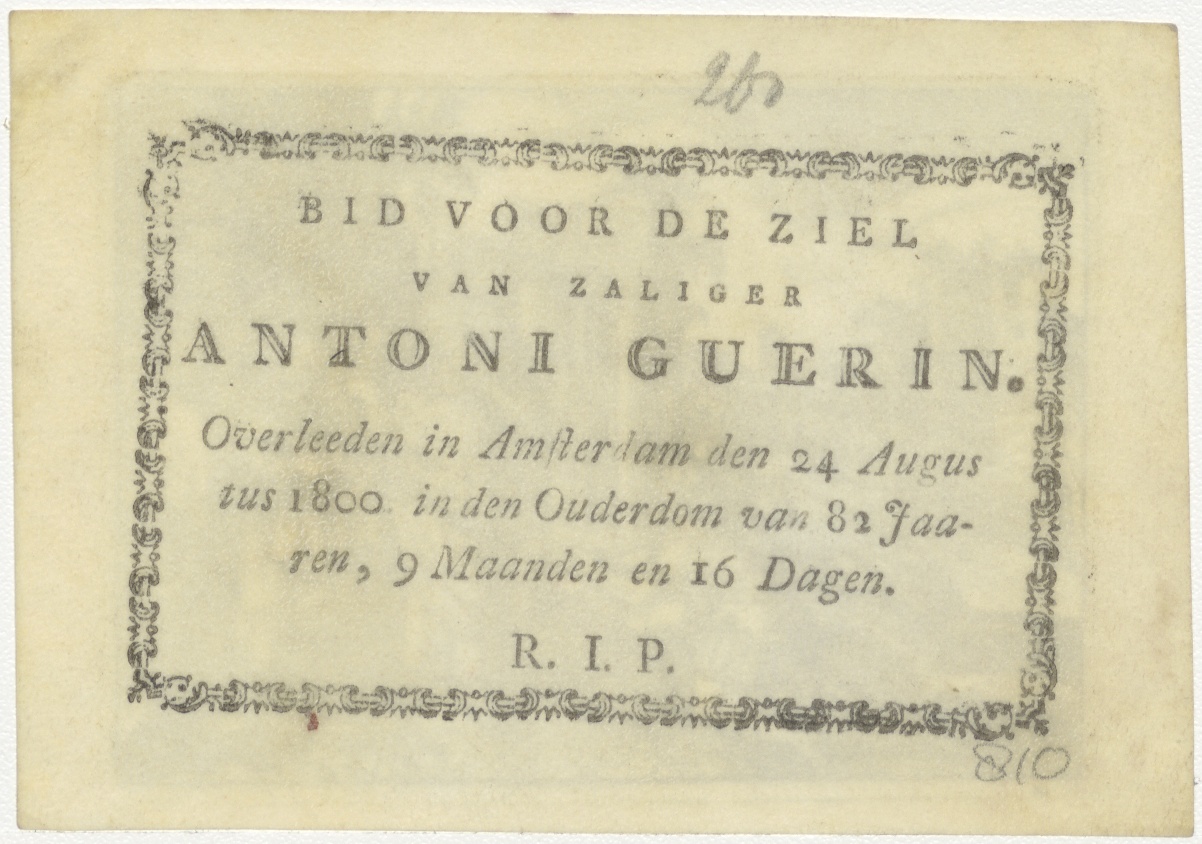 260
BID VOOR DE ZIEL
VAN ZALIGER
ANTONI GUERIN.
Overleeden in Amſterdam den 24 Augus
tus 1800. in den Ouderdom van 82 Jaa-
ren, 9 Maanden en 16 Dagen.
R. I. P.
810